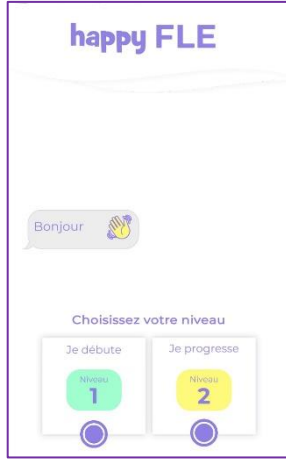 happy FLE
Bonjour
Choisissez votre niveau
Je débute
Je progresse
Niveau
1
Niveau
2